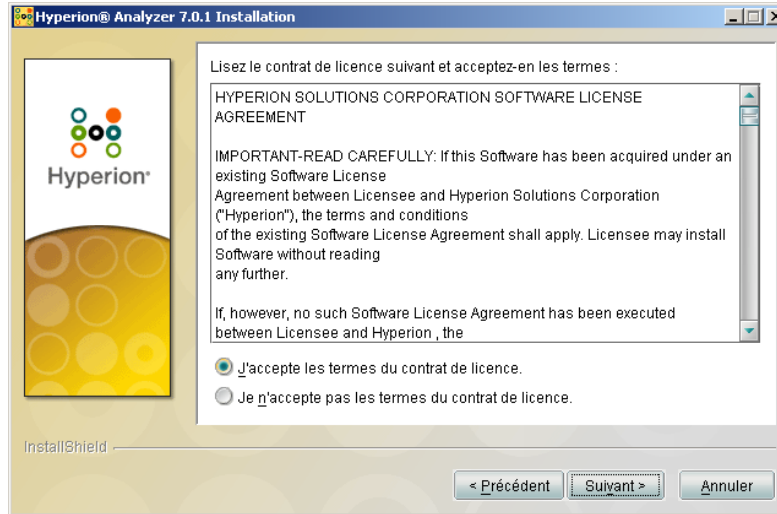 Hyperion® Analyzer 7.0.1 Installation
Hyperion
Lisez le contrat de licence suivant et acceptez-en les termes :
HYPERION SOLUTIONS CORPORATION SOFTWARE LICENSE
AGREEMENT
IMPORTANT-READ CAREFULLY: If this Software has been acquired under an
existing Software License
Agreement between Licensee and Hyperion Solutions Corporation
("Hyperion"), the terms and conditions
of the existing Software License Agreement shall apply. Licensee may install
Software without reading
any further.
If, however, no such Software License Agreement has been executed
between Licensee and Hyperion , the
J'accepte les termes du contrat de licence.
Je n'accepte pas les termes du contrat de licence.
InstallShield
< Précédent
Suivant >
Annuler